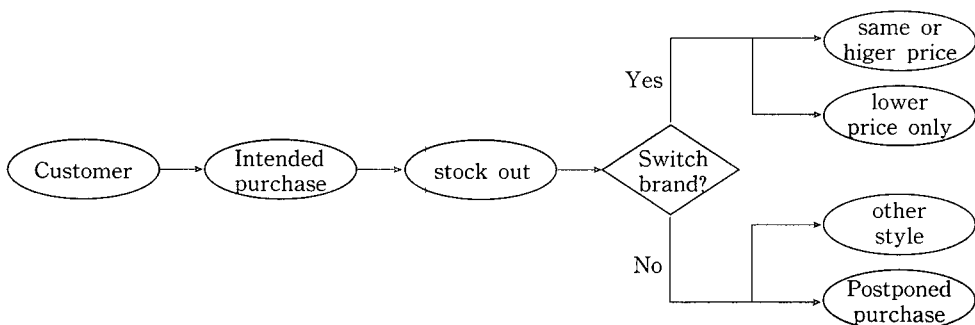 same or
higer price
Yes
lower
price only
Customer
Intended
purchase
stock out
Switch
brand?
other
style
No
Postponed
purchase